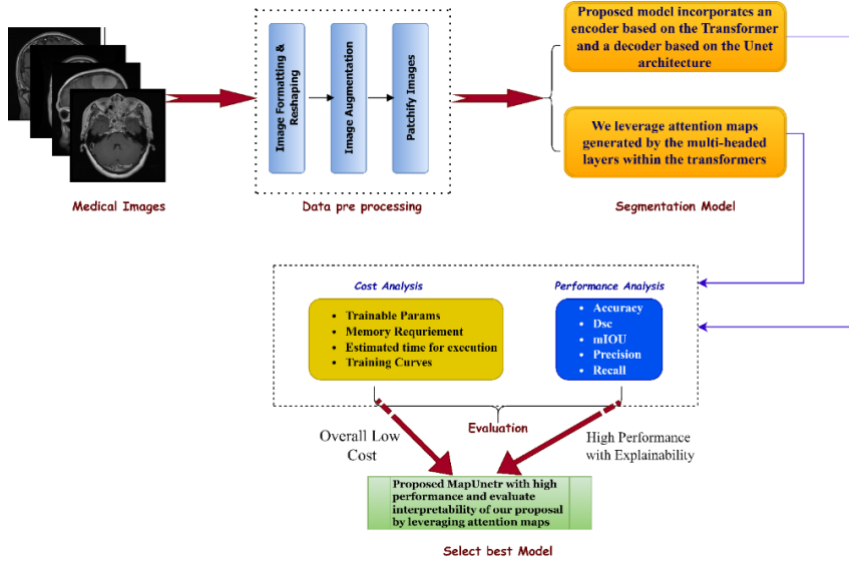 Image Formatting &
Reshaping
Image Augmentation
Patchify Images
Medical Images
Data pre processing
Proposed model incorporates an
encoder based on the Transformer
and a decoder based on the Unet
architecture
We leverage attention maps
generated by the multi-headed
layers within the transformers
Segmentation Model
Cost Analysis
• Trainable Params
• Memory Requriement
• Estimated time for execution
• Training Curves
Performance Analysis
• Accuracy
• Dsc
• mIOU
• Precision
• Recall
Evaluation
Overall Low
Cost
High Performance
with Explainability
Proposed MapUnetr with high
performance and evaluate
interpretability of our proposal
by leveraging attention maps
Select best Model